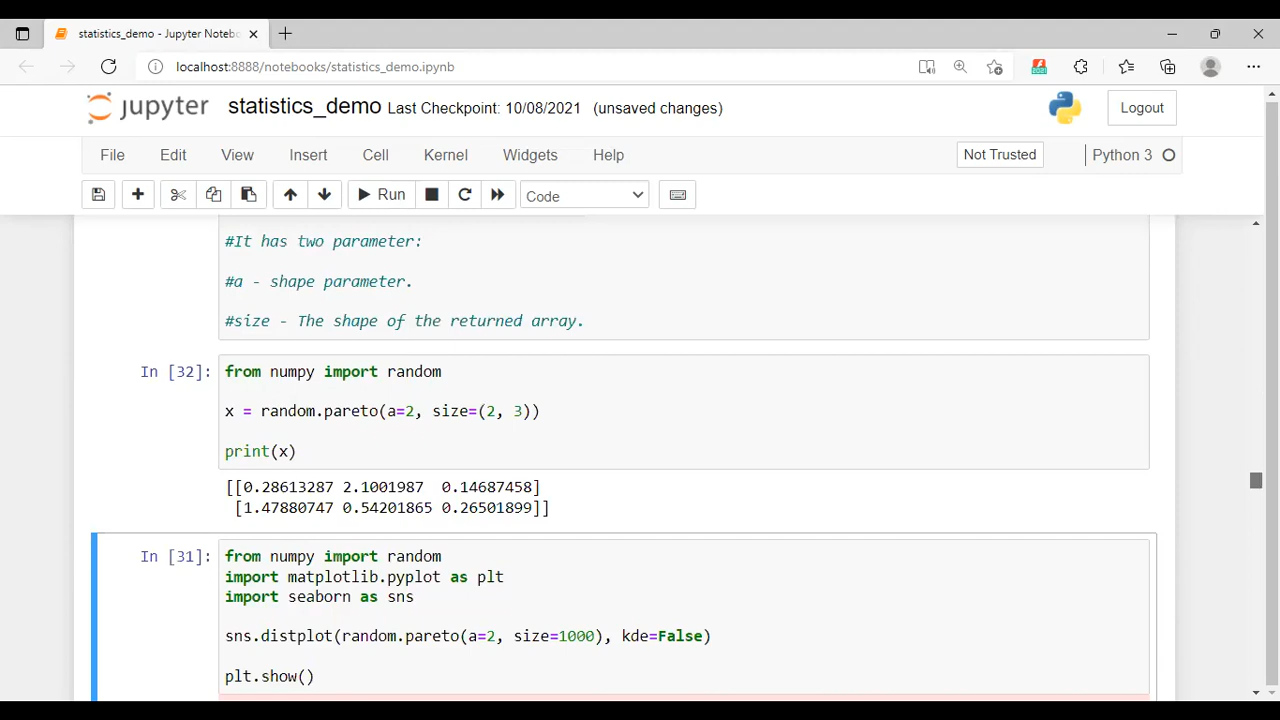 statistics_demo - Jupyter Notebo
localhost:8888/notebooks/statistics_demo.ipynb
jupyter statistics_demo Last Checkpoint: 10/08/2021 (unsaved changes) Logout
File Edit View Insert Cell Kernel Widgets Help Not Trusted Python 3
Run Code
#It has two parameter:
#a - shape parameter.
#size - The shape of the returned array.
In [32]: from numpy import random
x = random.pareto(a=2, size=(2, 3))
print(x)
[[0.28613287 2.1001987  0.14687458]
 [1.47880747 0.54201865 0.26501899]]
In [31]: from numpy import random
import matplotlib.pyplot as plt
import seaborn as sns
sns.distplot(random.pareto(a=2, size=1000), kde=False)
plt.show()